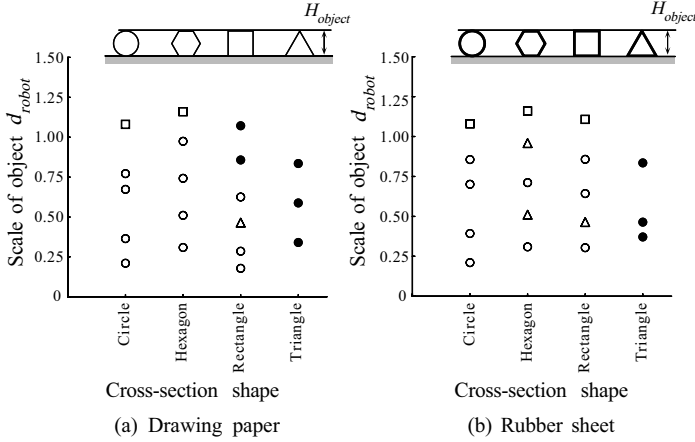 H_object
Scale of object d_robot
1.50
1.25
1.00
0.75
0.50
0.25
0
Circle
Hexagon
Rectangle
Triangle
Cross-section shape
(a) Drawing paper
H_object
Scale of object d_robot
1.50
1.25
1.00
0.75
0.50
0.25
0
Circle
Hexagon
Rectangle
Triangle
Cross-section shape
(b) Rubber sheet